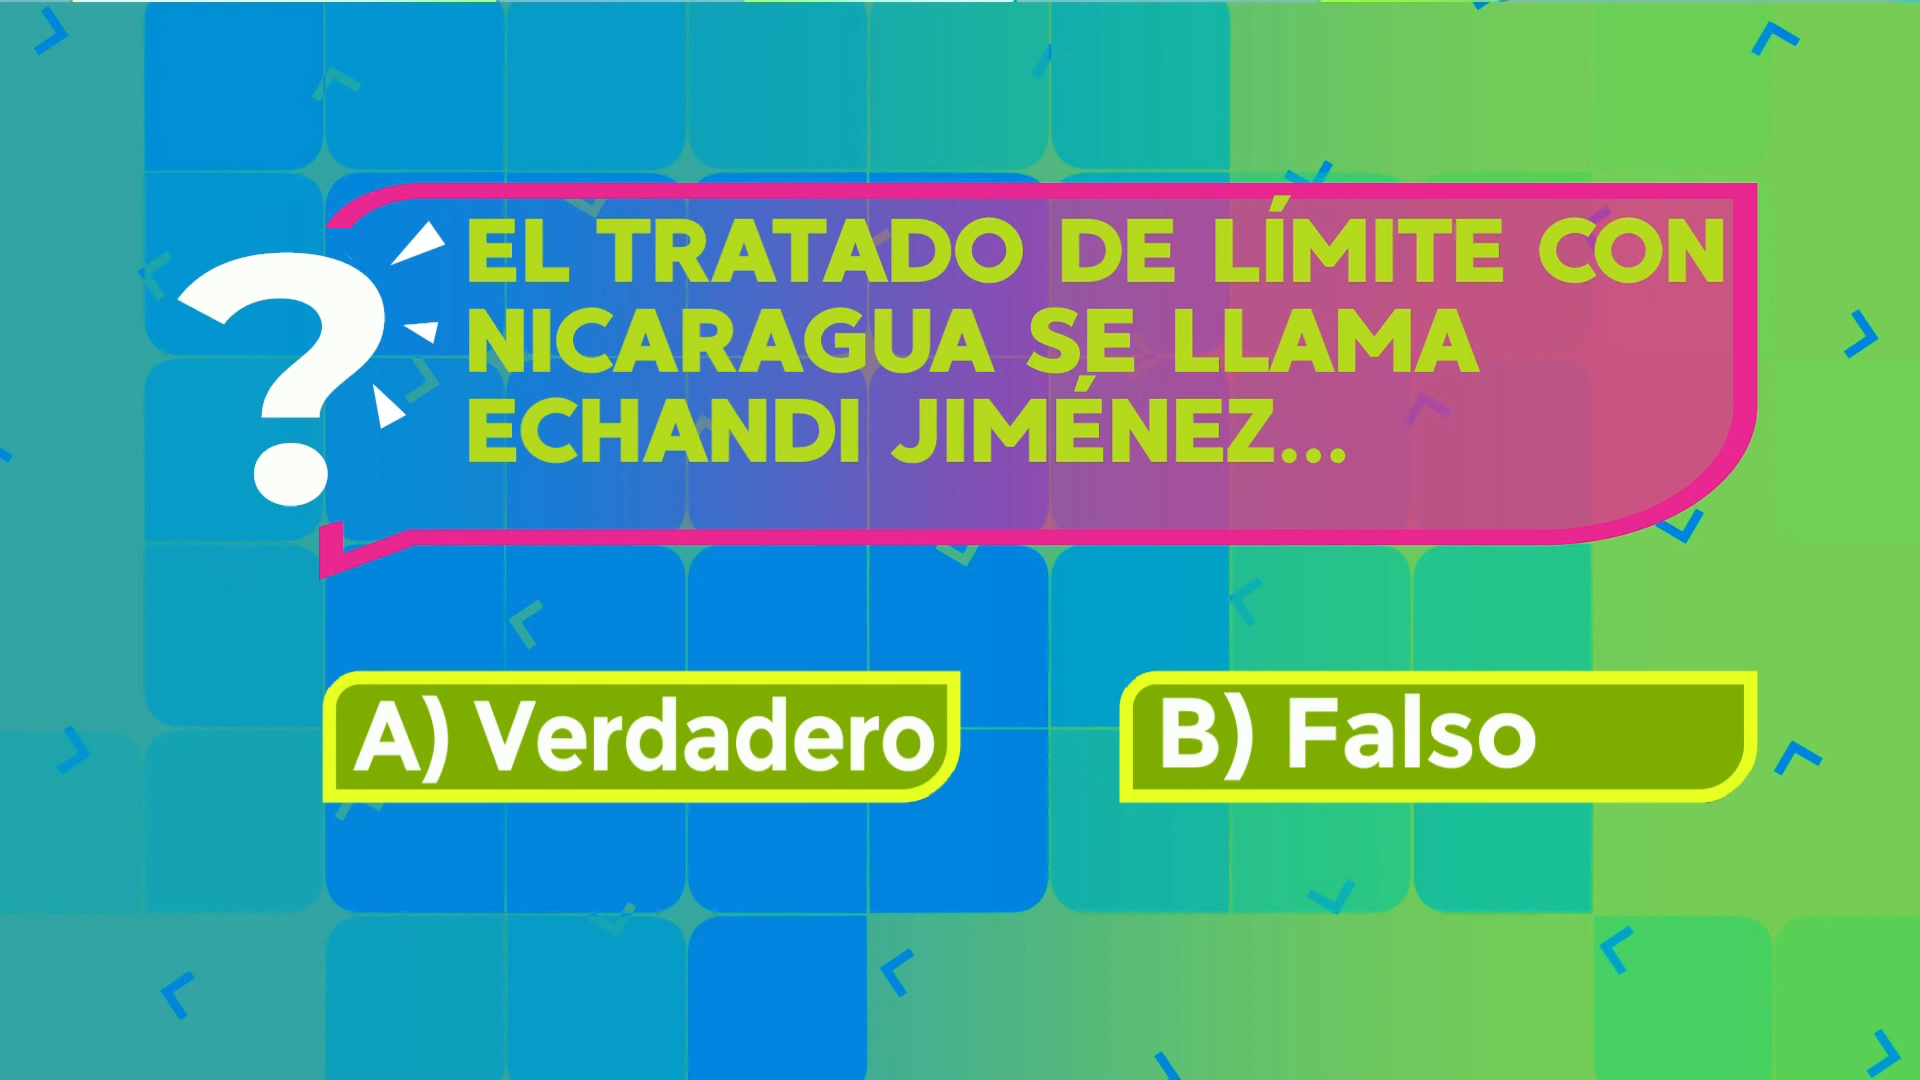 EL TRATADO DE LÍMITE CON
NICARAGUA SE LLAMA
ECHANDI JIMÉNEZ...
A) Verdadero
B) Falso